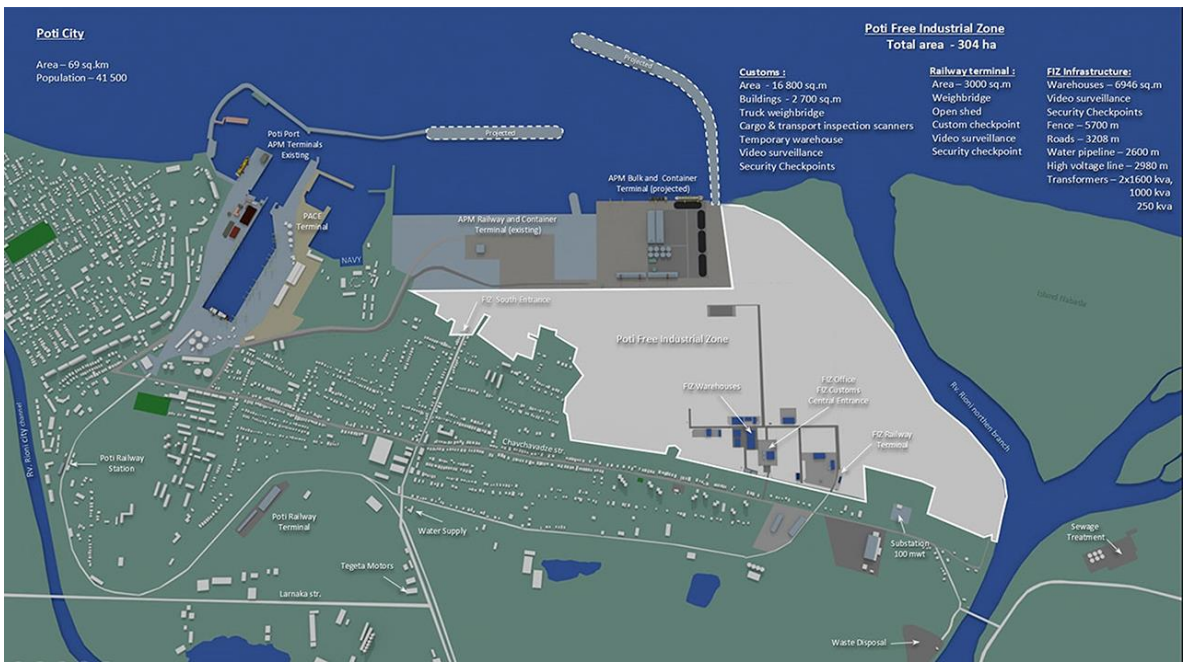 Poti City
Area – 69 sq.km
Population – 41 500
Poti Free Industrial Zone
Total area - 304 ha
Customs :
Area - 16 800 sq.m
Buildings - 2 700 sq.m
Truck weighbridge
Cargo & transport inspection scanners
Temporary warehouse
Video surveillance
Security Checkpoints
Railway terminal :
Area – 3000 sq.m
Weighbridge
Open shed
Custom checkpoint
Video surveillance
Security checkpoint
FIZ Infrastructure:
Warehouses – 6946 sq.m
Video surveillance
Security Checkpoints
Fence – 5700 m
Roads – 3208 m
Water pipeline – 2600 m
High voltage line – 2980 m
Transformers – 2x1600 kva,
1000 kva
250 kva
Projected
Projected
Poti Port
APM Terminals
Existing
PACE
Terminal
NAVY
APM Railway and Container
Terminal (existing)
APM Bulk and Container
Terminal (projected)
FIZ South Entrance
Poti Free Industrial Zone
FIZ Warehouses
FIZ Office
FIZ Customs
Central Entrance
FIZ Railway
Terminal
Island Nabada
Rv. Rioni northen branch
Rv. Rioni city channel
Chavchavadze str.
Poti Railway
Station
Poti Railway
Terminal
Water Supply
Tegeta Motors
Larnaka str.
Substation
100 mwt
Sewage
Treatment
Waste Disposal